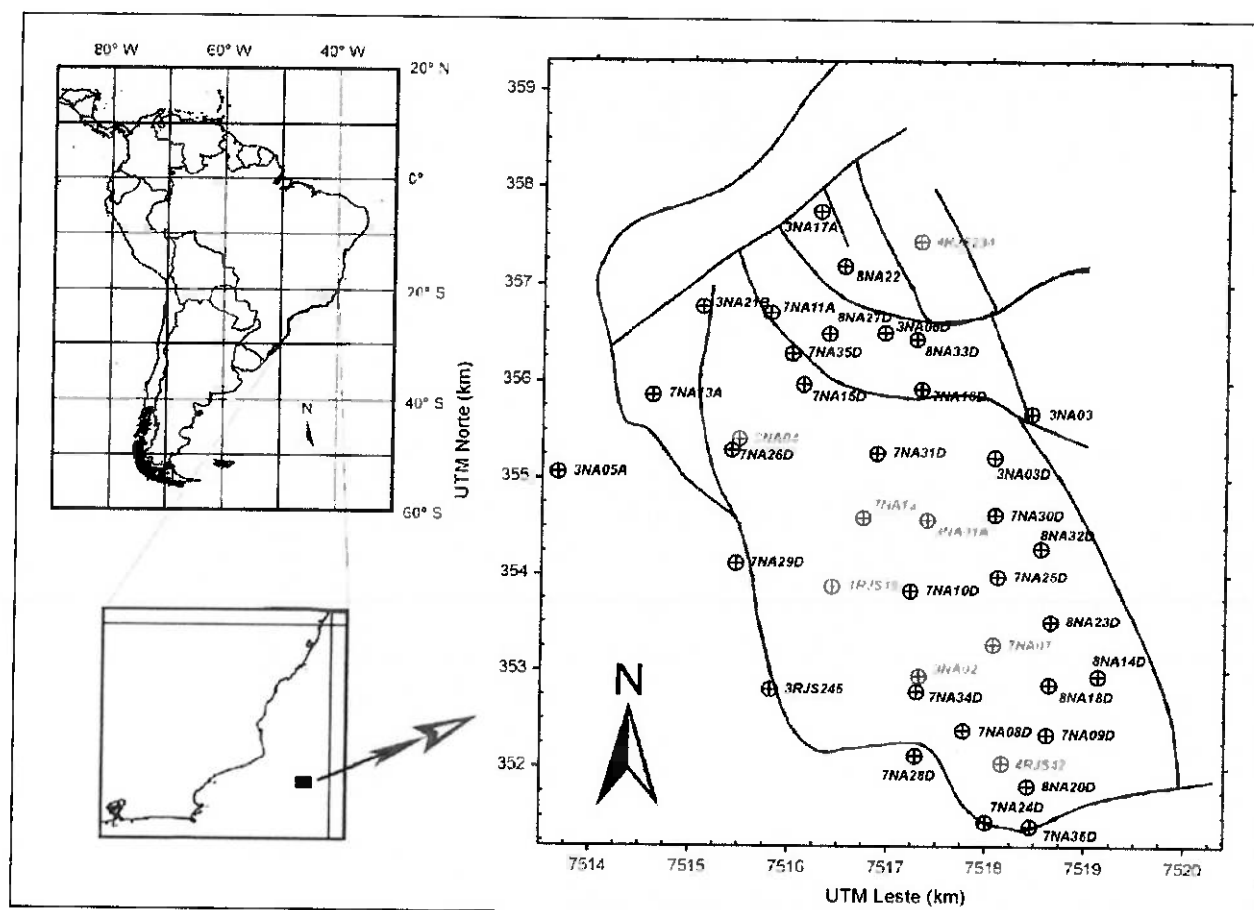 80° W 60° W 40° W
20° N
0°
20° S
40° S
60° S
N
UTM Norte (km)
359
358
357
356
355
354
353
352
7514 7515 7516 7517 7518 7519 7520
UTM Leste (km)
N
3NA17A
8NA22
3NA21B
7NA11A
8NA27D
3NA06D
8NA33D
7NA35D
7NA15D
7NA16D
7NA13A
3NA03
7NA26D
7NA31D
3NA05A
3NA03D
7NA30D
8NA32D
7NA29D
7NA25D
7NA10D
8NA23D
7NA07
3NA02
8NA14D
3RJS245
7NA34D
8NA18D
7NA08D
7NA09D
7NA28D
4RJS42
8NA20D
7NA24D
7NA36D